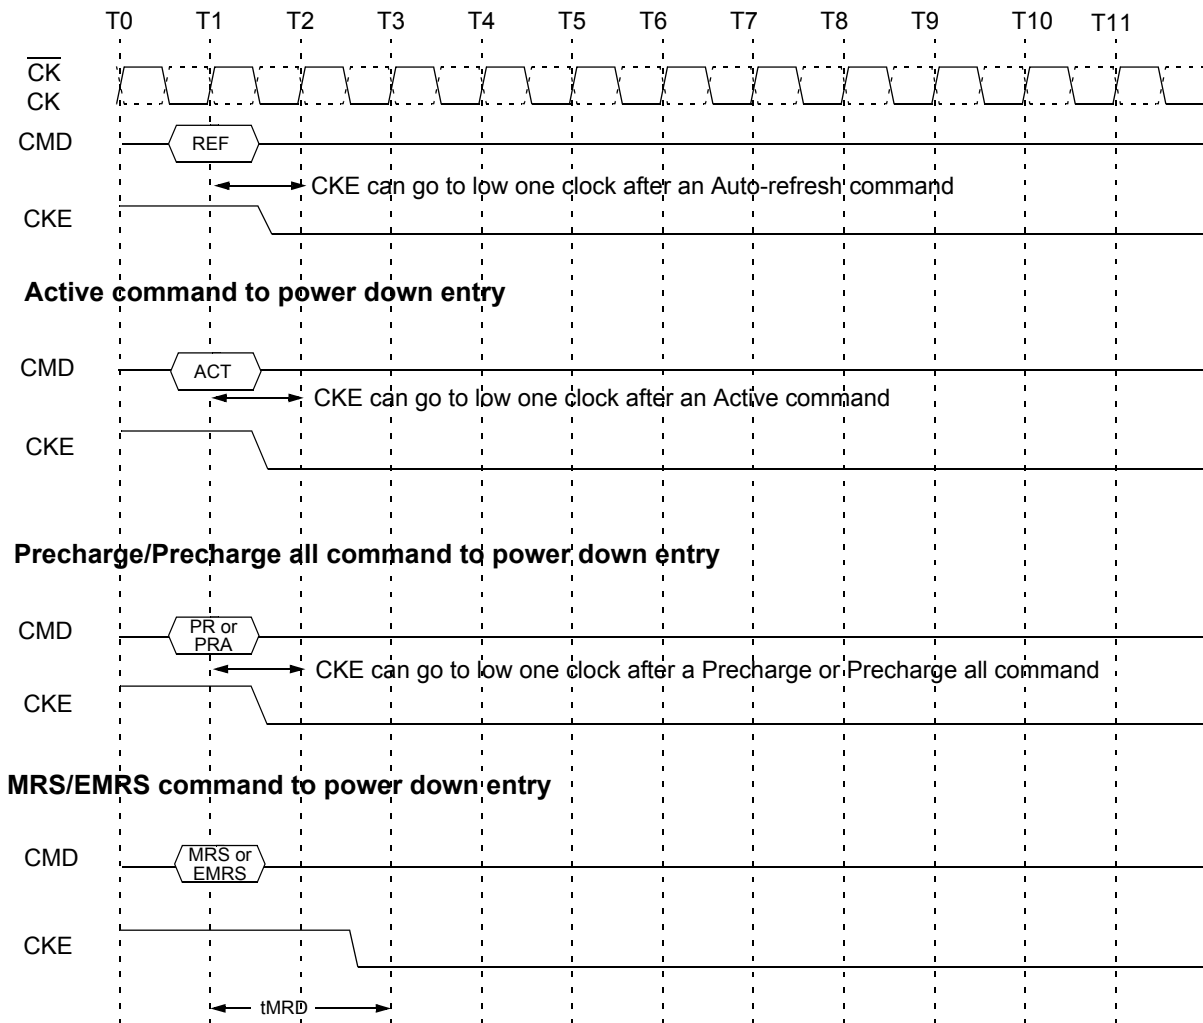 T0 T1 T2 T3 T4 T5 T6 T7 T8 T9 T10 T11
CK
CK
CMD
REF
CKE can go to low one clock after an Auto-refresh command
CKE
Active command to power down entry
CMD
ACT
CKE can go to low one clock after an Active command
CKE
Precharge/Precharge all command to power down entry
CMD
PR or
PRA
CKE can go to low one clock after a Precharge or Precharge all command
CKE
MRS/EMRS command to power down entry
CMD
MRS or
EMRS
CKE
tMRD